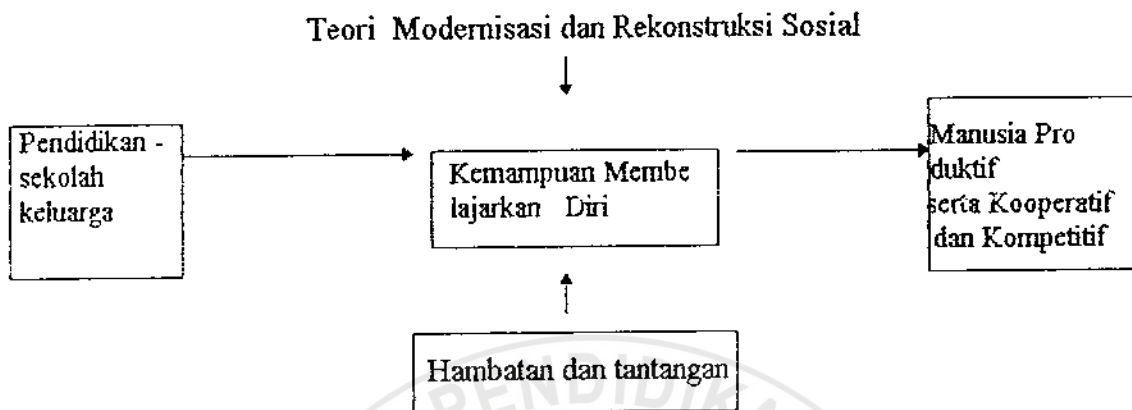 Teori Modernisasi dan Rekonstruksi Sosial
Pendidikan -
sekolah
keluarga
Kemampuan Membe
lajarkan Diri
Manusia Pro
duktif
serta Kooperatif
dan Kompetitif
Hambatan dan tantangan
PENDIDIKA